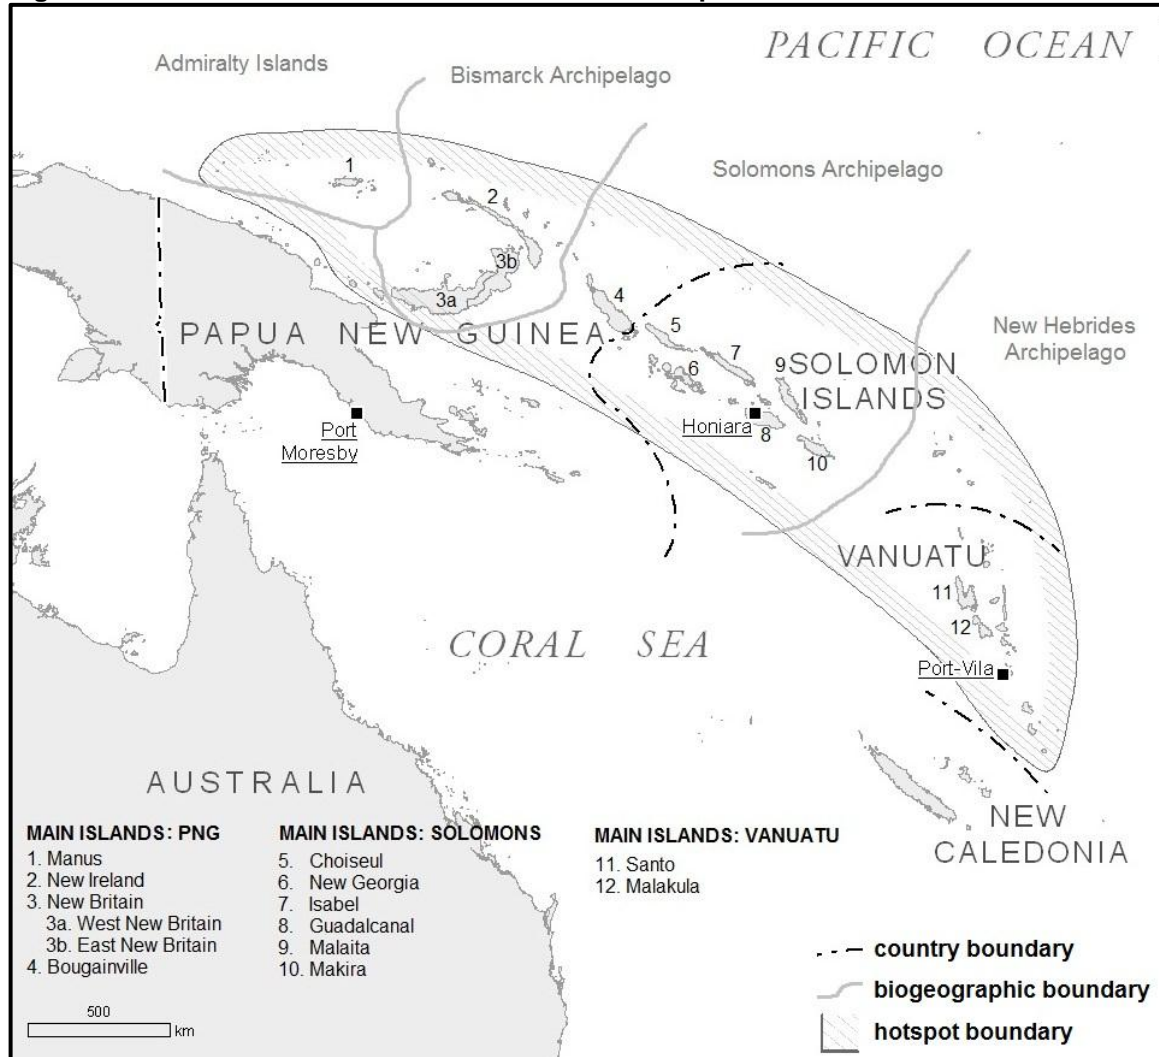 PACIFIC OCEAN
Admiralty Islands
Bismarck Archipelago
Solomons Archipelago
New Hebrides
Archipelago
1
2
3b
3a
4
5
6
7
8
9
10
11
12
PAPUA NEW GUINEA
SOLOMON
ISLANDS
Port
Moresby
Honiara
VANUATU
Port-Vila
CORAL SEA
AUSTRALIA
NEW
CALEDONIA
MAIN ISLANDS: PNG
1. Manus
2. New Ireland
3. New Britain
3a. West New Britain
3b. East New Britain
4. Bougainville
MAIN ISLANDS: SOLOMONS
5. Choiseul
6. New Georgia
7. Isabel
8. Guadalcanal
9. Malaita
10. Makira
MAIN ISLANDS: VANUATU
11. Santo
12. Malakula
500
km
country boundary
biogeographic boundary
hotspot boundary